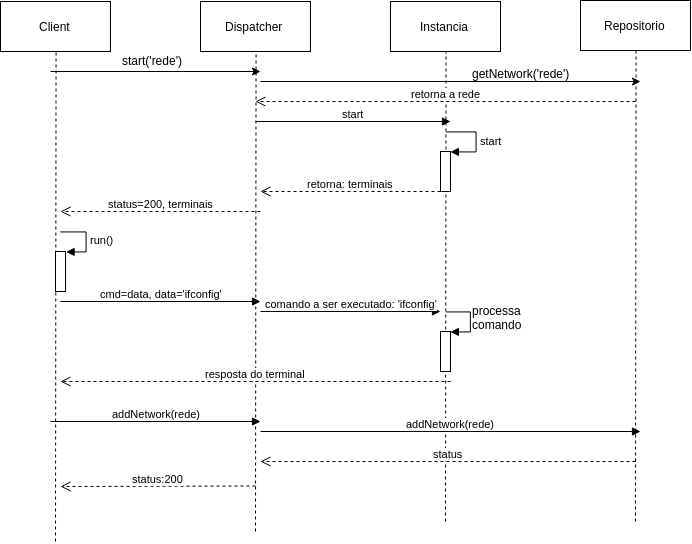 Client
Dispatcher
Instancia
Repositorio
start('rede')
getNetwork('rede')
retorna a rede
start
start
retorna: terminais
status=200, terminais
run()
cmd=data, data='ifconfig'
comando a ser executado: 'ifconfig'
processa
comando
resposta do terminal
addNetwork(rede)
addNetwork(rede)
status
status:200